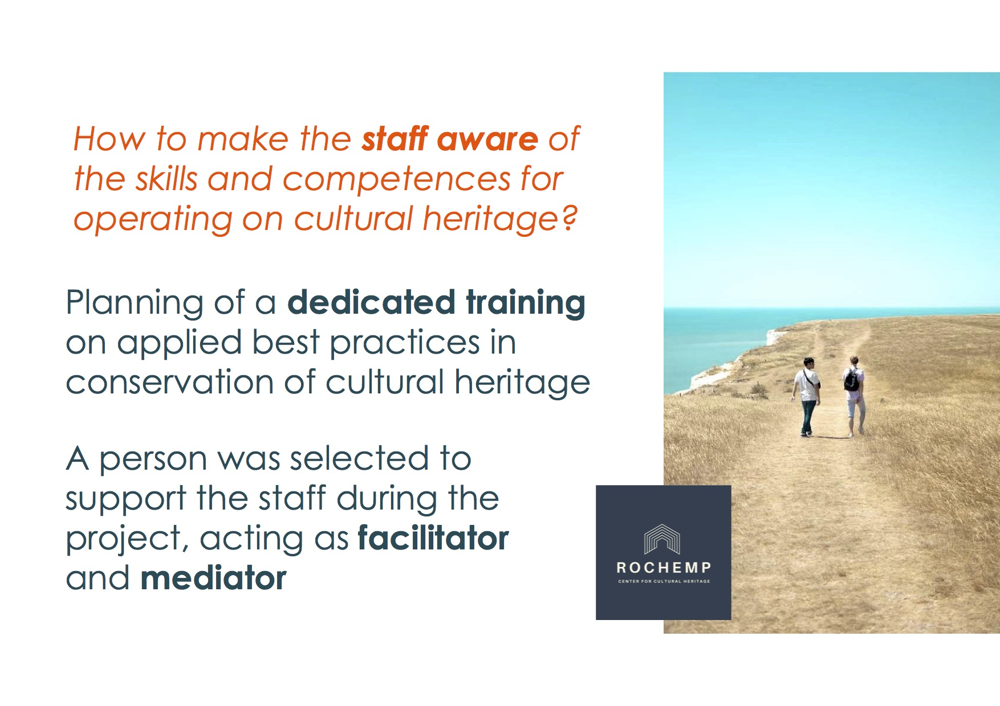 How to make the staff aware of
the skills and competences for
operating on cultural heritage?
Planning of a dedicated training
on applied best practices in
conservation of cultural heritage
A person was selected to
support the staff during the
project, acting as facilitator
and mediator
ROCHEMP
CENTER FOR CULTURAL HERITAGE